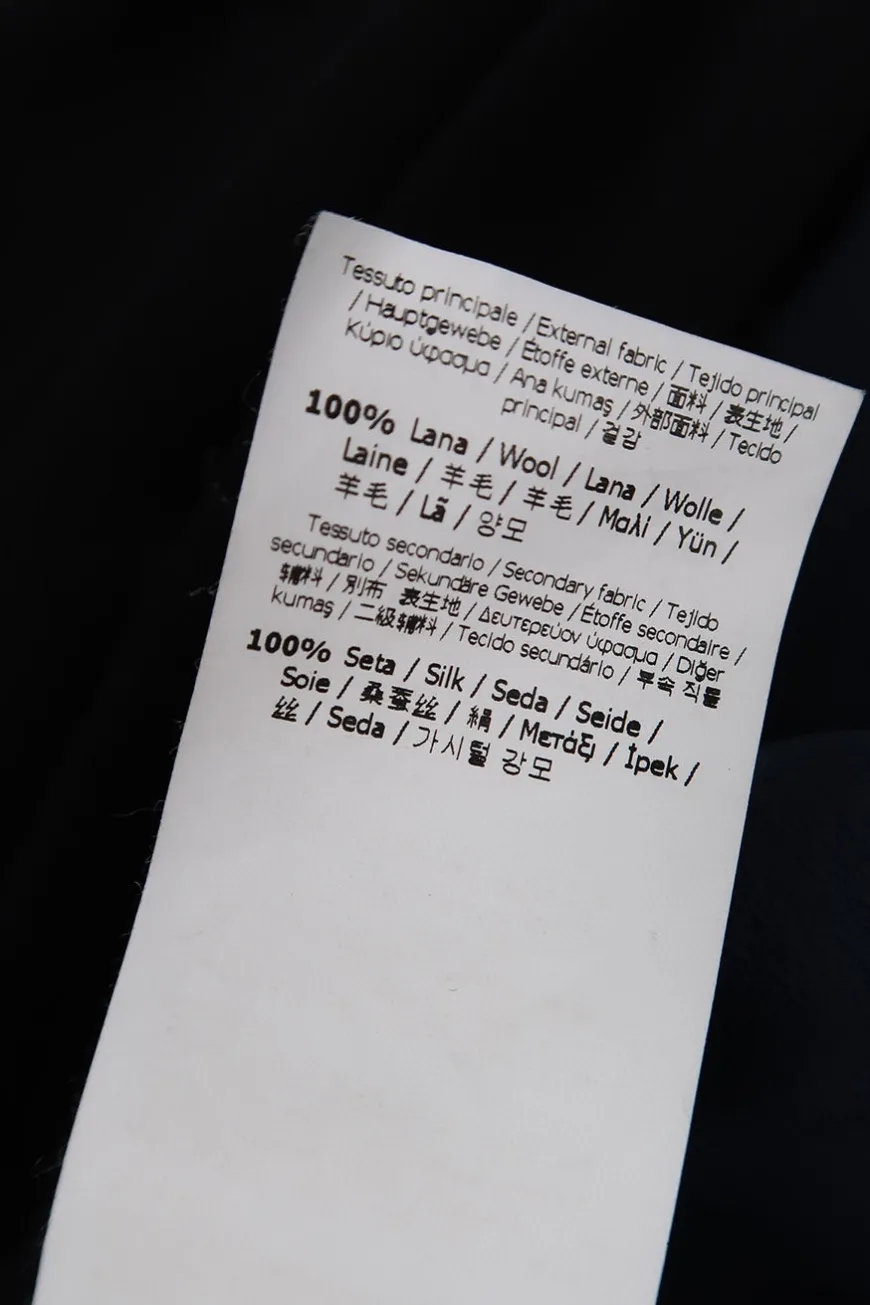 Tessuto principale / External fabric / Tejido principal
/ Hauptgewebe / Étoffe externe / 面料 / 表生地 /
Κύριο ύφασμα / Ana kumaş / 外部面料 / Tecido
principal / 겉감
100% Lana / Wool / Lana / Wolle /
Laine / 羊毛 / 羊毛 / Μαλί / Yün /
羊毛 / Lã / 양모
Tessuto secondario / Secondary fabric / Tejido
secundario / Sekundäre Gewebe / Étoffe secondaire /
辅料 / 別布 表生地 / Δευτερεύον ύφασμα / Diğer
kumaş / 二級辅料 / Tecido secundário / 부속 직물
100% Seta / Silk / Seda / Seide /
Soie / 桑蚕丝 / 絹 / Μετάξι / İpek /
丝 / Seda / 가시털 강모